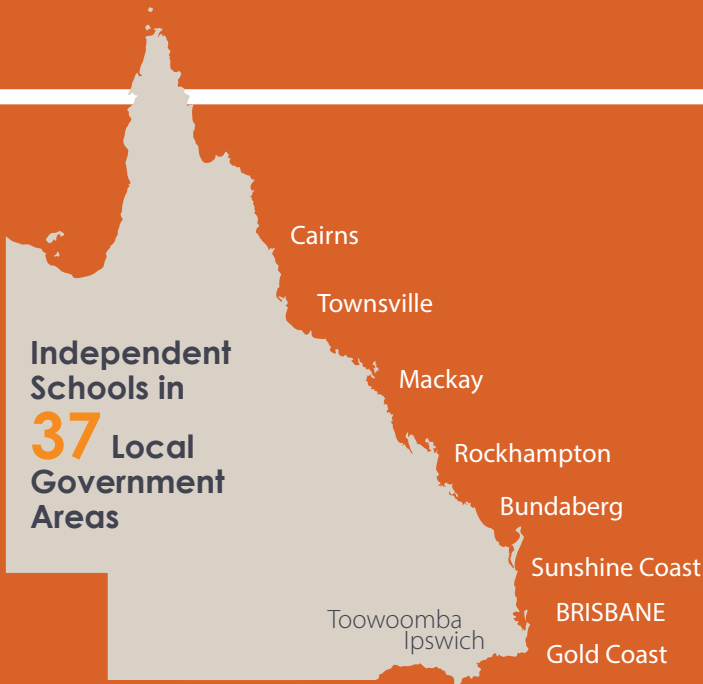 Cairns
Townsville
Independent
Schools in
37 Local
Government
Areas
Mackay
Rockhampton
Bundaberg
Sunshine Coast
Toowoomba
Ipswich
BRISBANE
Gold Coast